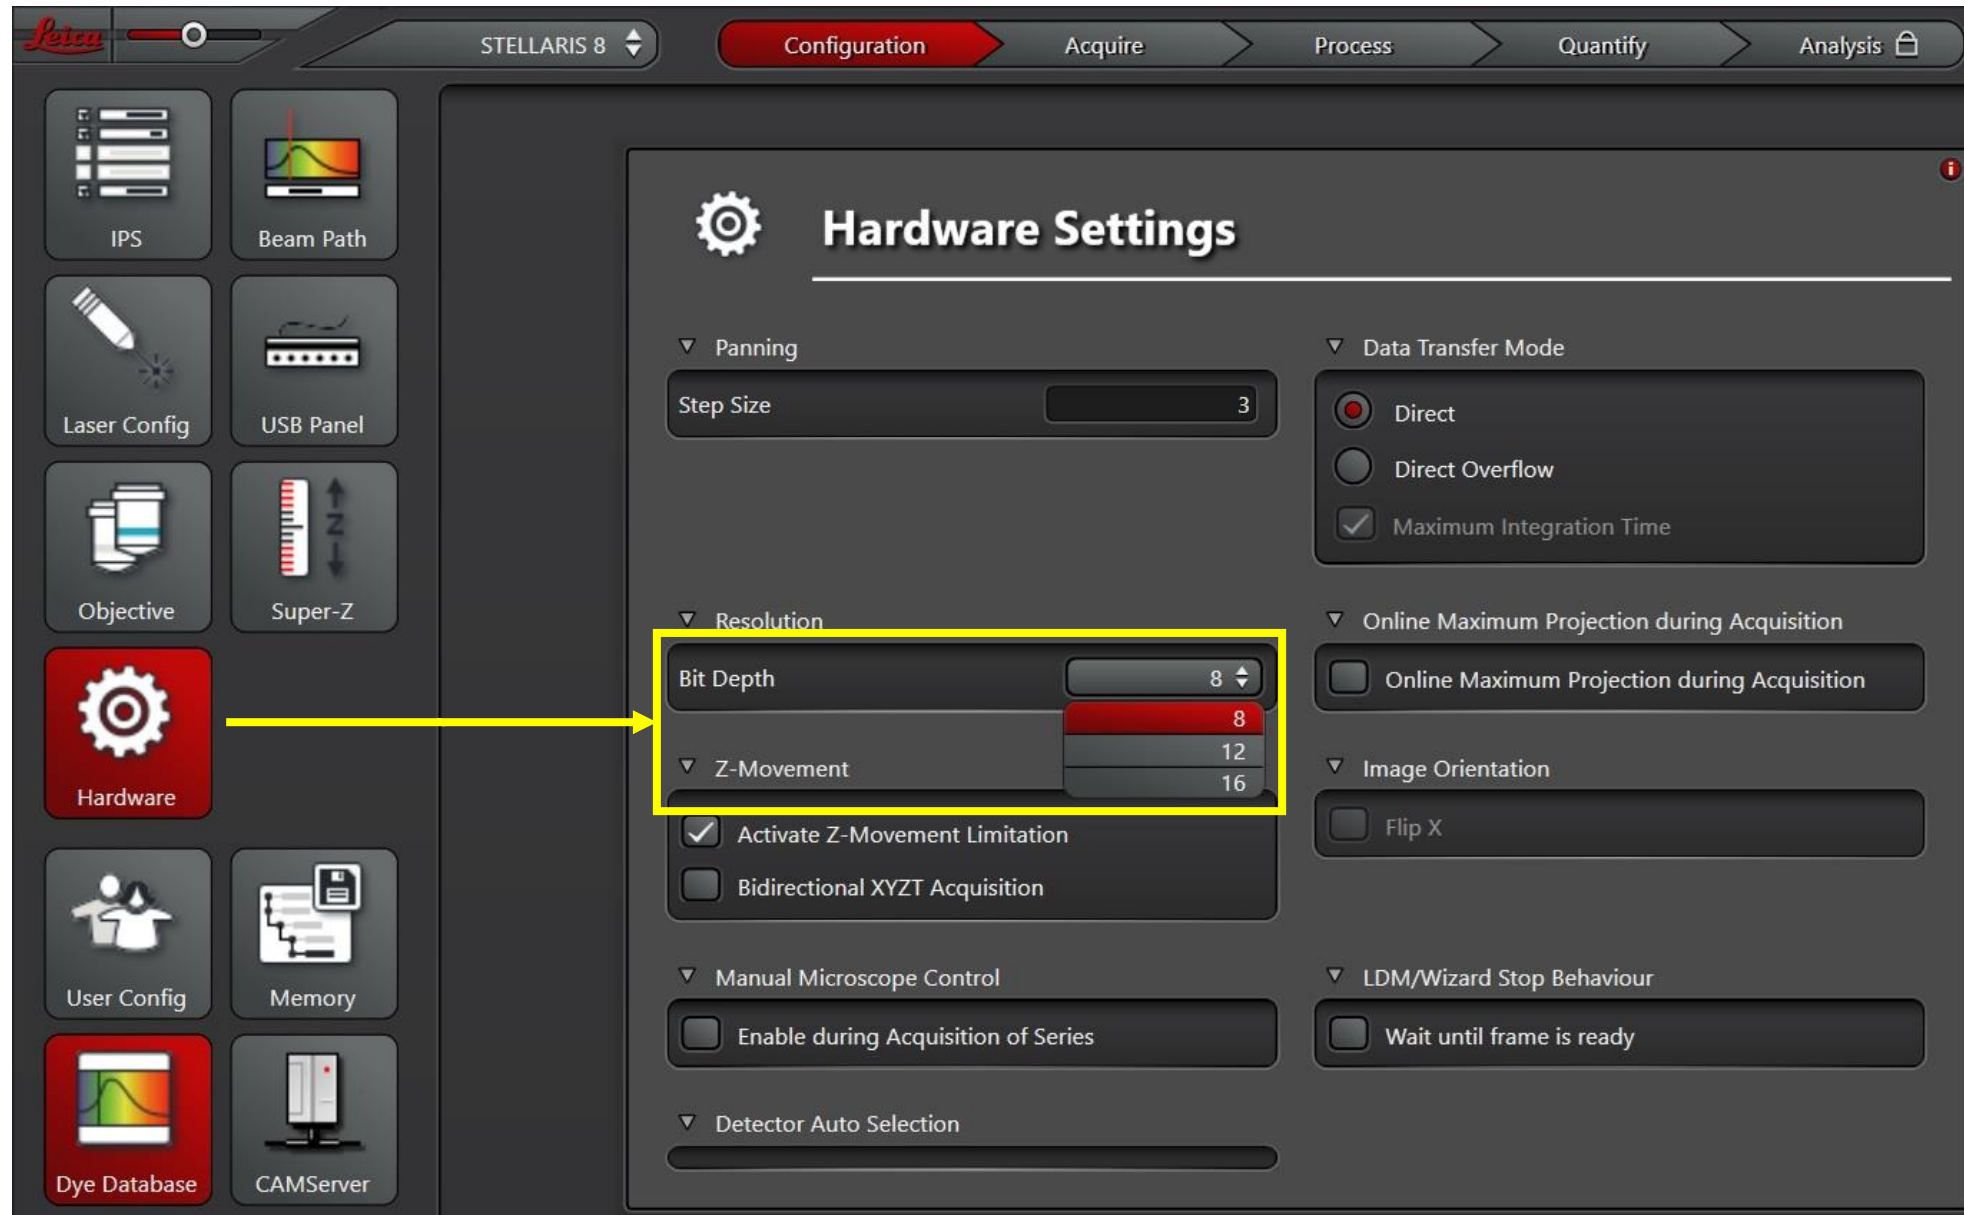 Leica
STELLARIS 8
Configuration
Acquire
Process
Quantify
Analysis
IPS
Beam Path
Laser Config
USB Panel
Objective
Z
Super-Z
Hardware
User Config
Memory
Dye Database
CAMServer
i
Hardware Settings
Panning
Step Size 3
Data Transfer Mode
Direct
Direct Overflow
Maximum Integration Time
Resolution
Bit Depth 8
8
12
16
Online Maximum Projection during Acquisition
Online Maximum Projection during Acquisition
Z-Movement
Activate Z-Movement Limitation
Bidirectional XYZT Acquisition
Image Orientation
Flip X
Manual Microscope Control
Enable during Acquisition of Series
LDM/Wizard Stop Behaviour
Wait until frame is ready
Detector Auto Selection